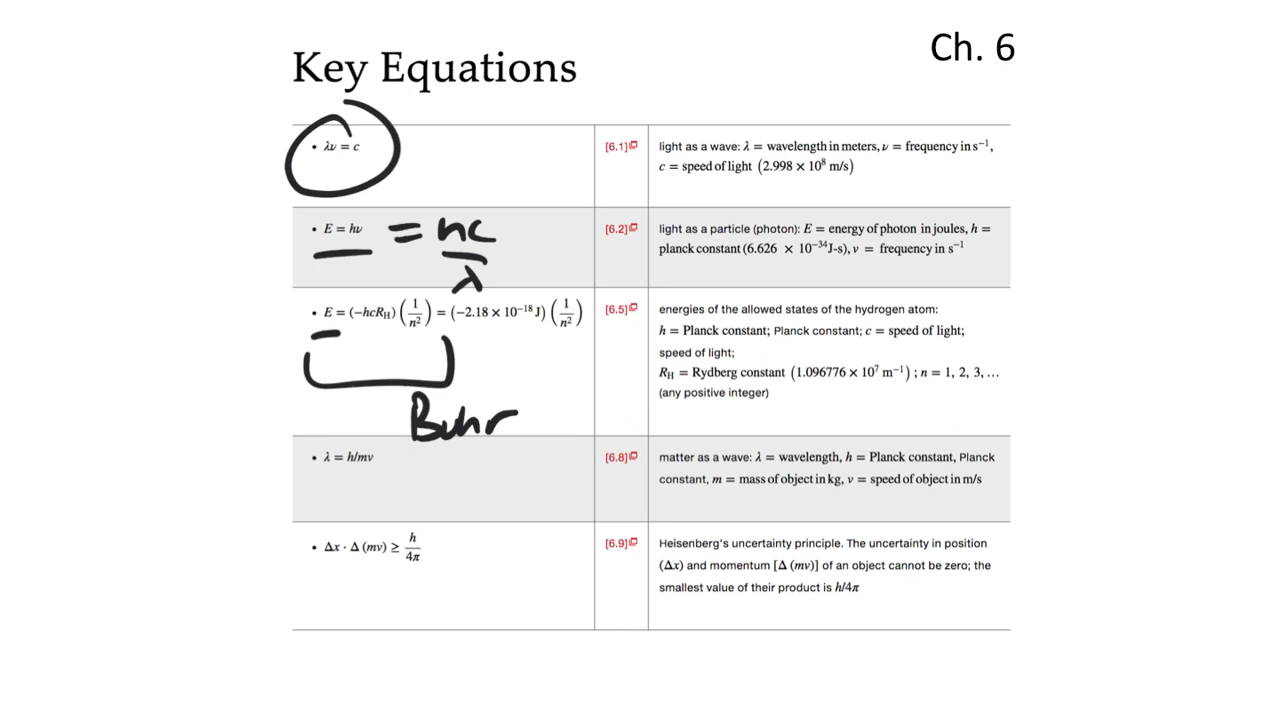 Ch. 6
Key Equations
• λν = c
[6.1]
light as a wave: λ = wavelength in meters, ν = frequency in s⁻¹,
c = speed of light (2.998 × 10⁸ m/s)
• E = hν
= hc/λ
[6.2]
light as a particle (photon): E = energy of photon in joules, h =
planck constant (6.626 × 10⁻³⁴J-s), ν = frequency in s⁻¹
• E = (−hcR_H) (1/n²) = (−2.18 × 10⁻¹⁸ J) (1/n²)
Buhr
[6.5]
energies of the allowed states of the hydrogen atom:
h = Planck constant; Planck constant; c = speed of light;
speed of light;
R_H = Rydberg constant (1.096776 × 10⁷ m⁻¹) ; n = 1, 2, 3, …
(any positive integer)
• λ = h/mv
[6.8]
matter as a wave: λ = wavelength, h = Planck constant, Planck
constant, m = mass of object in kg, v = speed of object in m/s
• Δx · Δ (mv) ≥ h/4π
[6.9]
Heisenberg's uncertainty principle. The uncertainty in position
(Δx) and momentum [Δ (mv)] of an object cannot be zero; the
smallest value of their product is h/4π